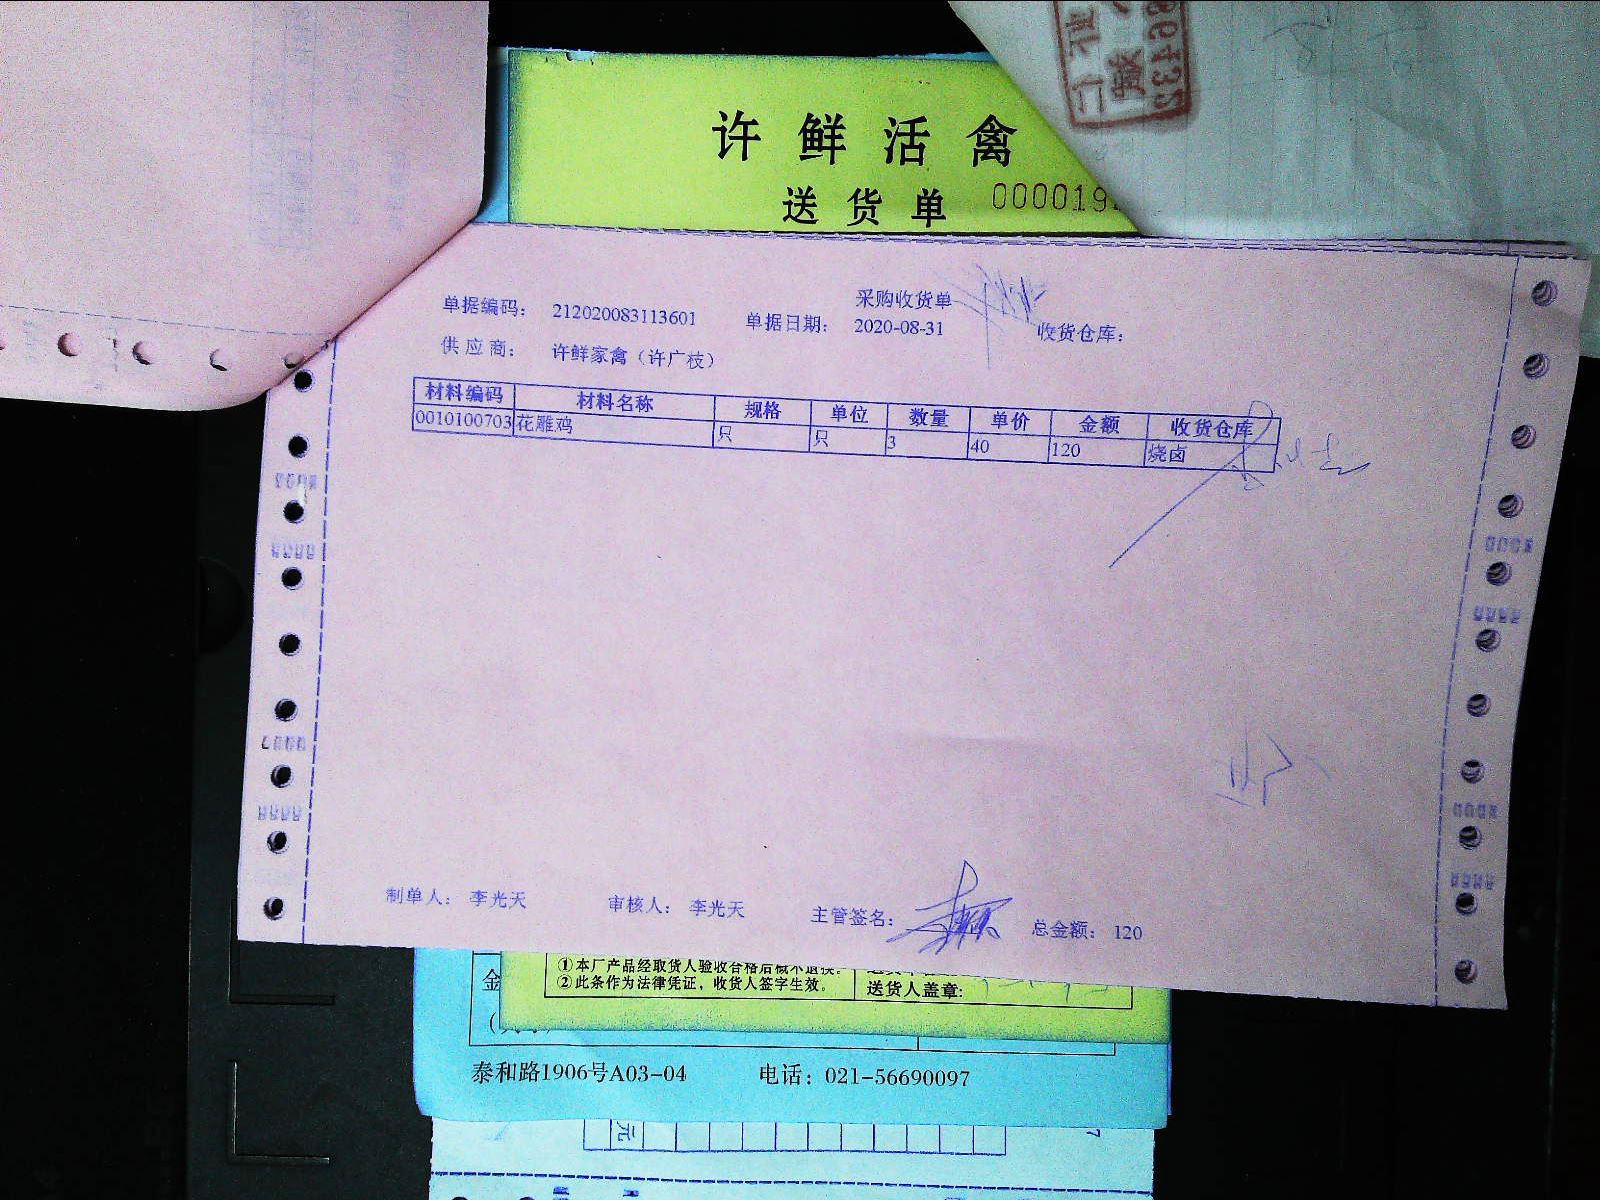 许鲜活禽
送货单 000019
采购收货单
单据编码: 212020083113601 单据日期: 2020-08-31 收货仓库:
供应商: 许鲜家禽（许广枝）
材料编码 材料名称 规格 单位 数量 单价 金额 收货仓库
0010100703 花雕鸡 只 只 3 40 120 烧卤
制单人: 李光天 审核人: 李光天 主管签名: 总金额: 120
①本厂产品经取货人验收合格后概不退换。
②此条作为法律凭证，收货人签字生效。 送货人盖章:
金
泰和路1906号A03-04 电话: 021-56690097
元